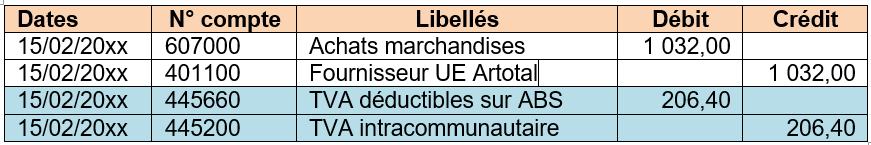 Dates N° compte Libellés Débit Crédit
15/02/20xx 607000 Achats marchandises 1 032,00
15/02/20xx 401100 Fournisseur UE Artotal 1 032,00
15/02/20xx 445660 TVA déductibles sur ABS 206,40
15/02/20xx 445200 TVA intracommunautaire 206,40